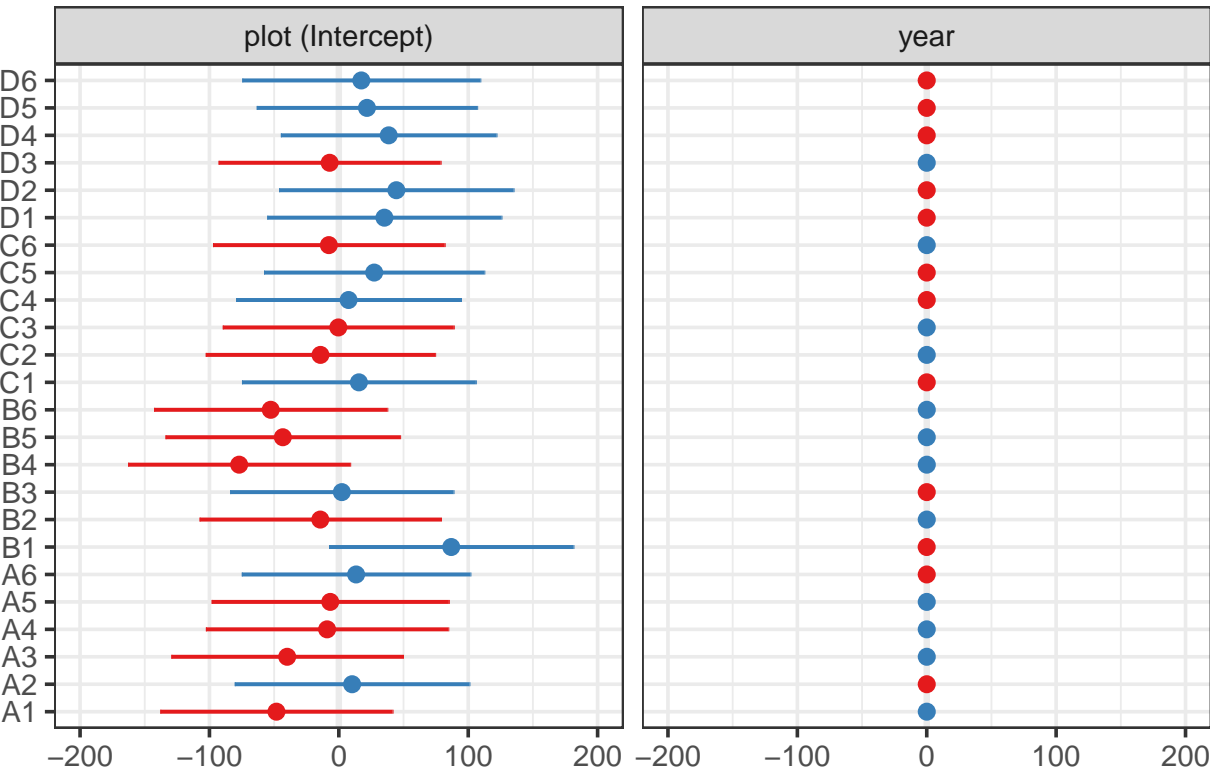 plot (Intercept) year
D6
D5
D4
D3
D2
D1
C6
C5
C4
C3
C2
C1
B6
B5
B4
B3
B2
B1
A6
A5
A4
A3
A2
A1
−200 −100 0 100 200 −200 −100 0 100 200